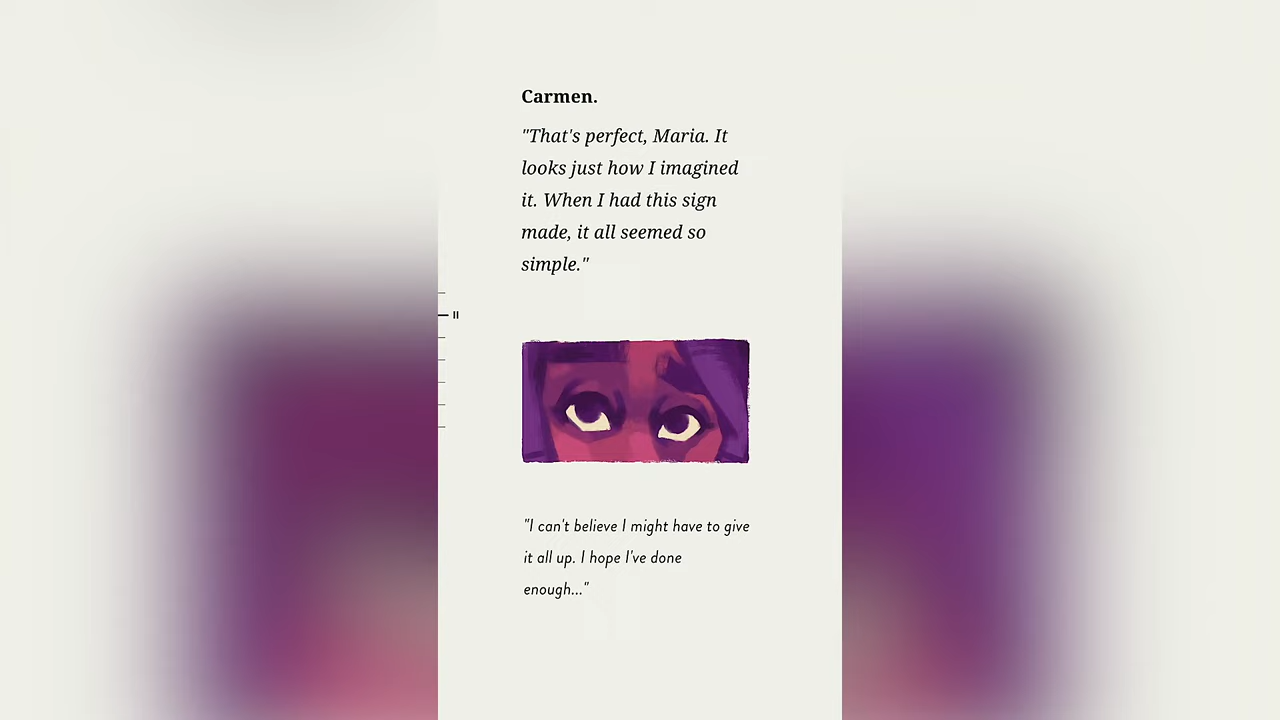 Carmen.
"That's perfect, Maria. It
looks just how I imagined
it. When I had this sign
made, it all seemed so
simple."
II
"I can't believe I might have to give
it all up. I hope I've done
enough..."